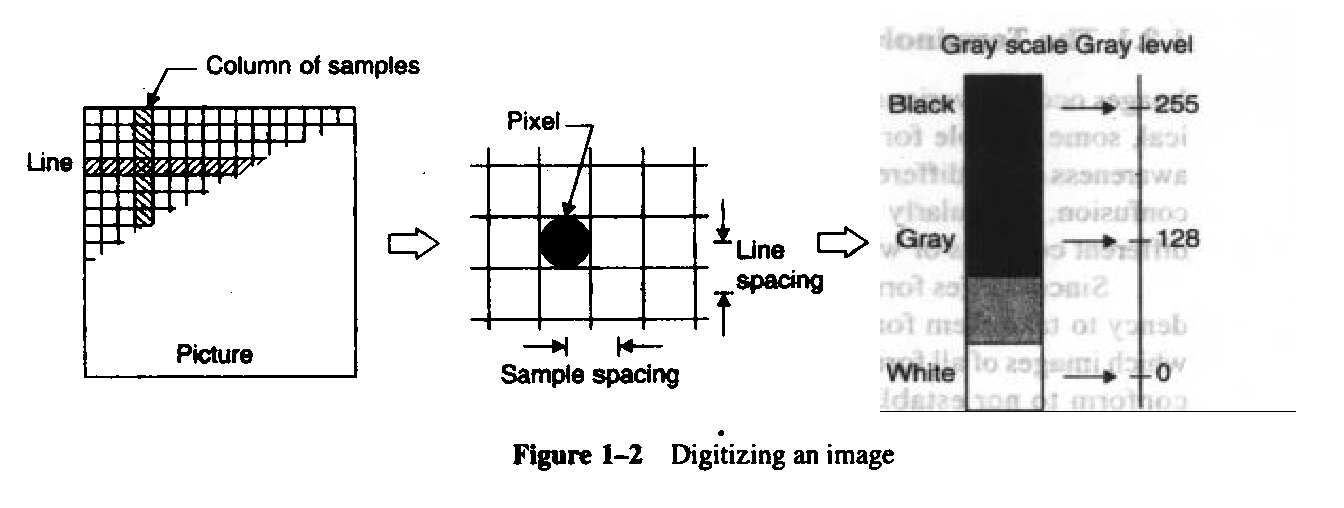 Column of samples
Line
Picture
Pixel
Line
spacing
Sample spacing
Gray scale Gray level
Black
255
Gray
128
White
0
Figure 1–2 Digitizing an image